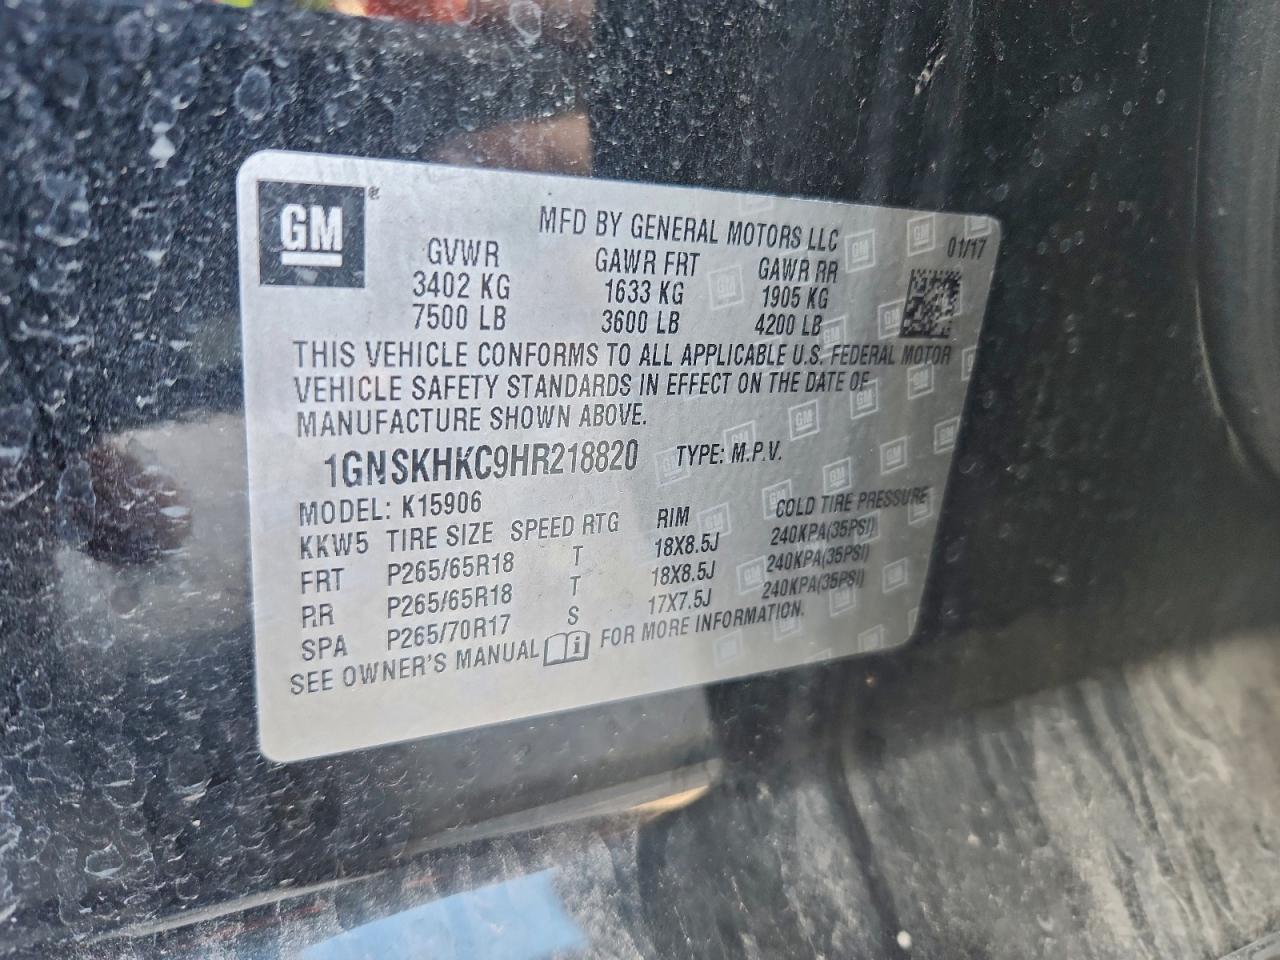 GM ®
MFD BY GENERAL MOTORS LLC
01/17
GVWR GAWR FRT GAWR RR
3402 KG 1633 KG 1905 KG
7500 LB 3600 LB 4200 LB
THIS VEHICLE CONFORMS TO ALL APPLICABLE U.S. FEDERAL MOTOR
VEHICLE SAFETY STANDARDS IN EFFECT ON THE DATE OF
MANUFACTURE SHOWN ABOVE.
1GNSKHKC9HR218820 TYPE: M.P.V.
MODEL: K15906
KKW5 TIRE SIZE SPEED RTG RIM COLD TIRE PRESSURE
FRT P265/65R18 T 18X8.5J 240KPA(35PSI)
RR P265/65R18 T 18X8.5J 240KPA(35PSI)
SPA P265/70R17 S 17X7.5J 240KPA(35PSI)
SEE OWNER'S MANUAL i FOR MORE INFORMATION.